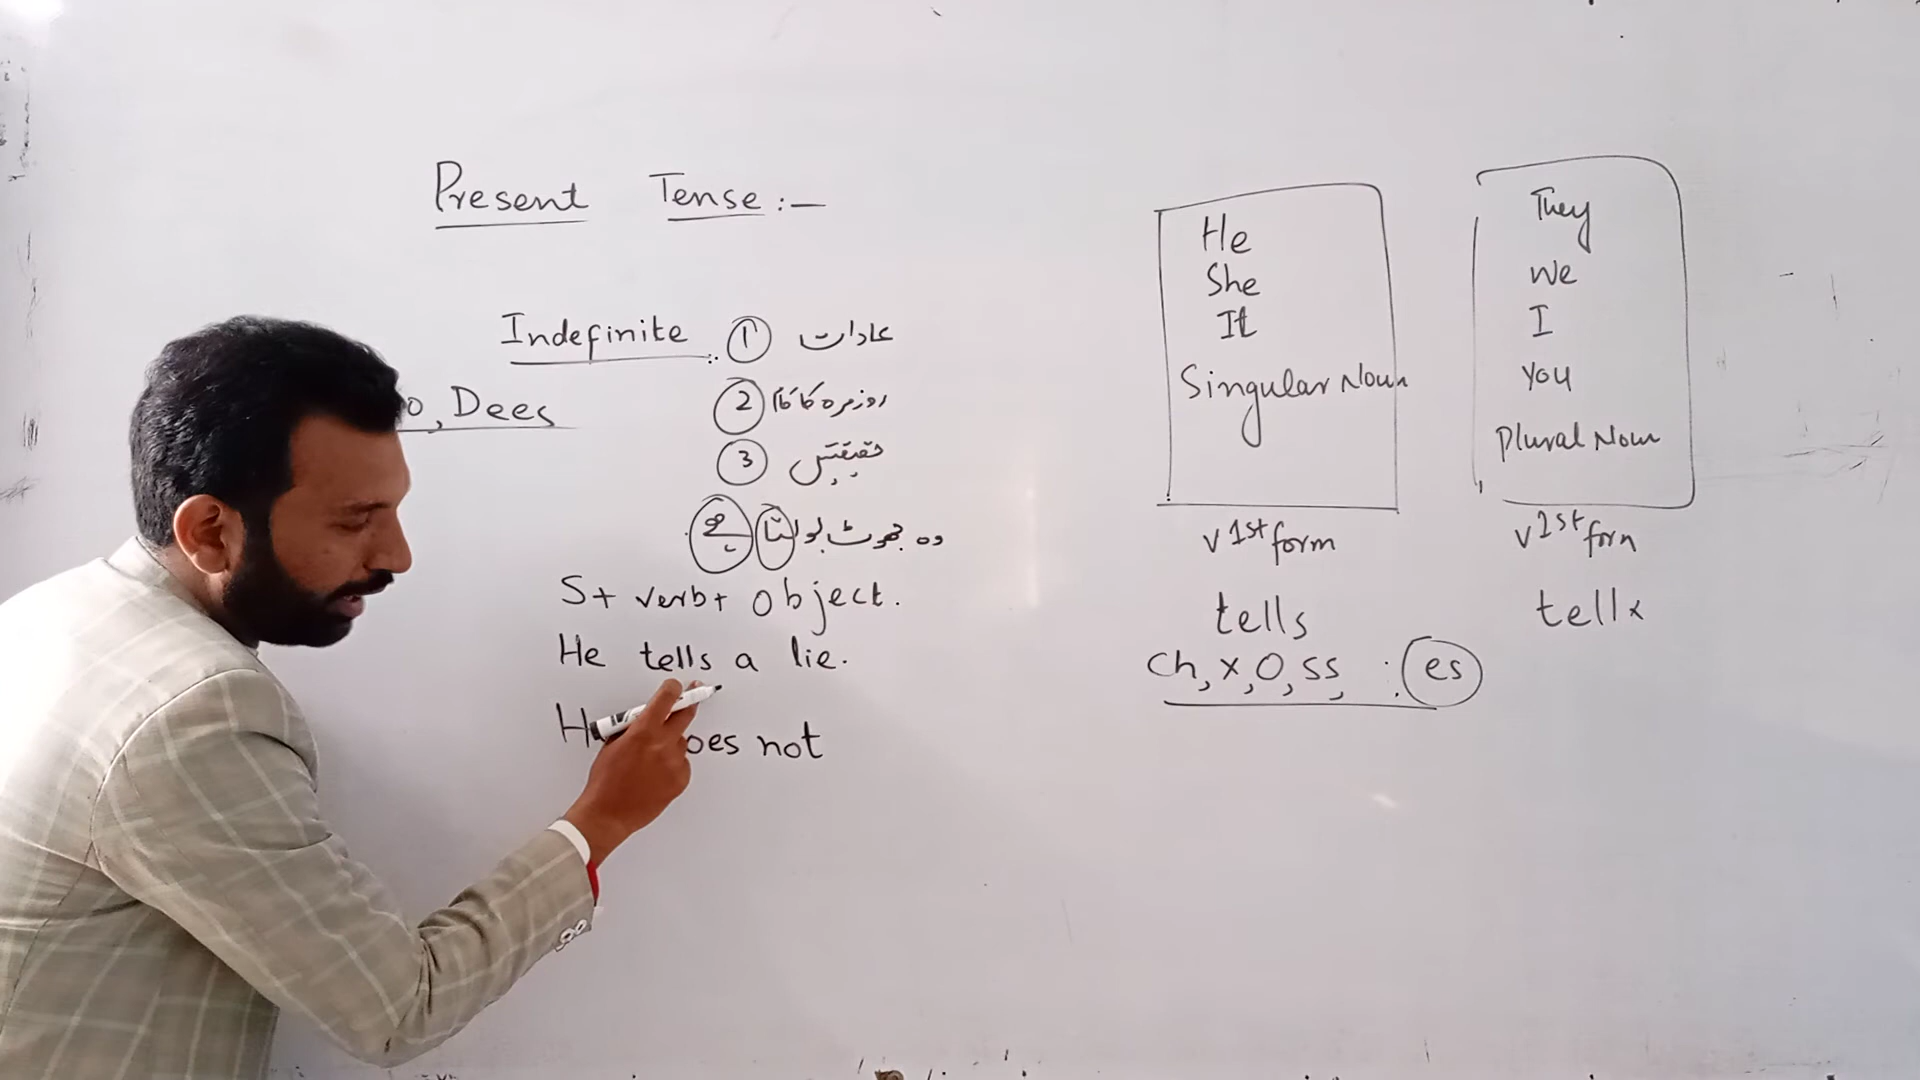 Present Tense :—
Indefinite :. 1 عادات
o, Dees
2 روزمرہ کا کام
3 حقیقتیں
وہ جھوٹ بولتا ہے
S+ verb+ Object.
He tells a lie.
H oes not
He
She
It
Singular Noun
v 1st form
tells
ch, x, O, ss, : es
They
We
I
You
Plural Noun
v 1st form
tell x